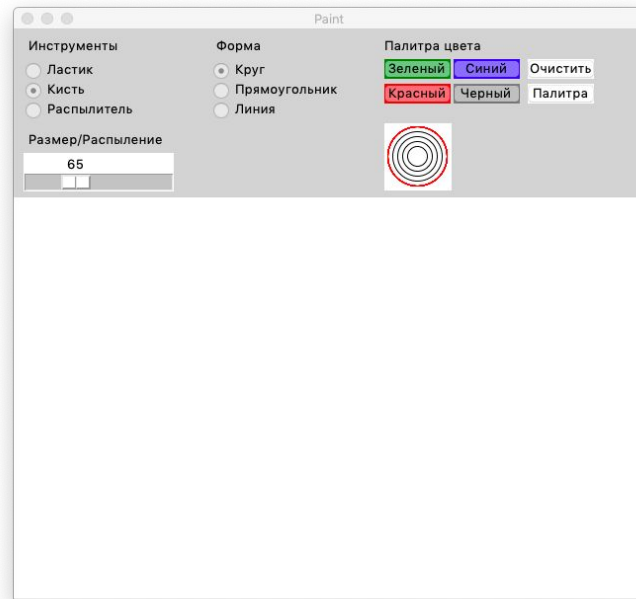 Paint
Инструменты
Ластик
Кисть
Распылитель
Размер/Распыление
65
Форма
Круг
Прямоугольник
Линия
Палитра цвета
Зеленый Синий Очистить
Красный Черный Палитра